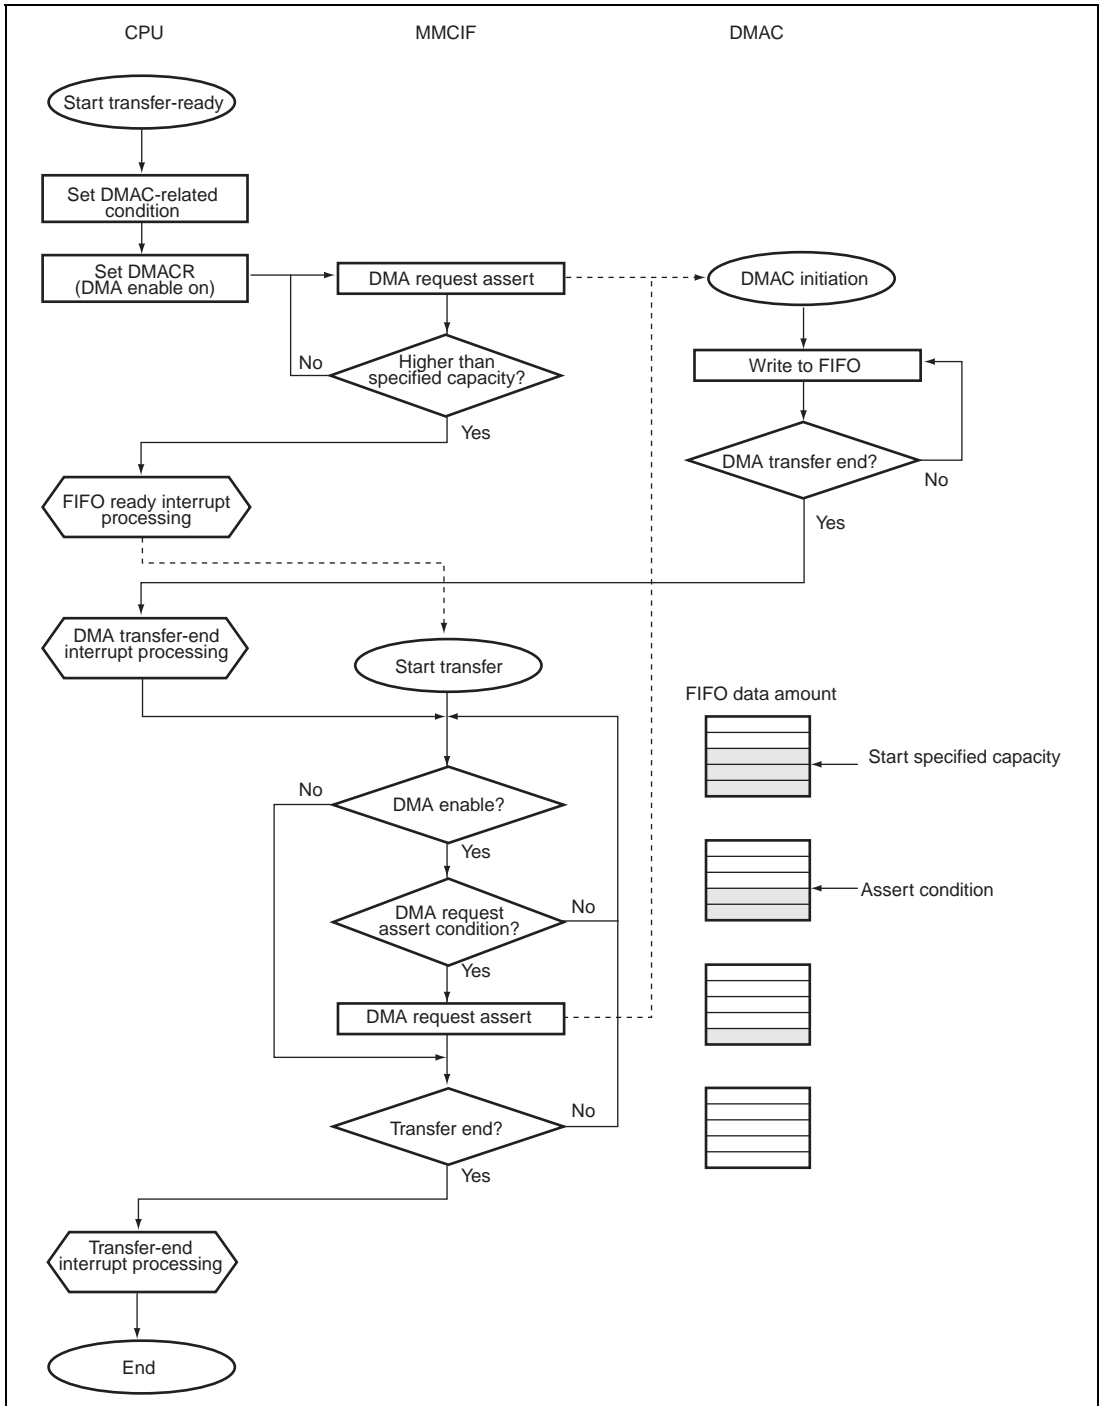 CPU
MMCIF
DMAC
Start transfer-ready
Set DMAC-related
condition
Set DMACR
(DMA enable on)
DMA request assert
DMAC initiation
No
Higher than
specified capacity?
Write to FIFO
Yes
DMA transfer end?
No
FIFO ready interrupt
processing
Yes
DMA transfer-end
interrupt processing
Start transfer
FIFO data amount
Start specified capacity
No
DMA enable?
Yes
Assert condition
DMA request
assert condition?
No
Yes
DMA request assert
No
Transfer end?
Yes
Transfer-end
interrupt processing
End